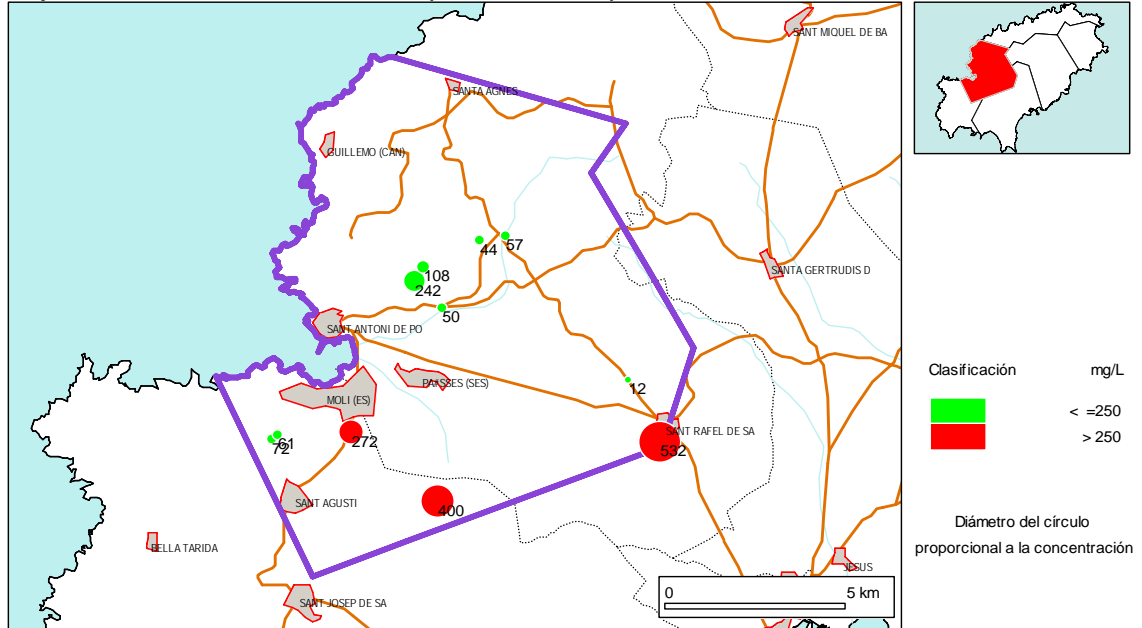 SANT MIQUEL DE BA
SANTA AGNES
GUILLEMO (CAN)
44
57
108
242
50
SANTA GERTRUDIS D
SANT ANTONI DE PO
PAISSES (SES)
12
MOLI (ES)
SANT RAFEL DE SA
61
72
272
532
SANT AGUSTI
400
BELLA TARIDA
JESUS
SANT JOSEP DE SA
0 5 km
Clasificación mg/L
< =250
> 250
Diámetro del círculo
proporcional a la concentración